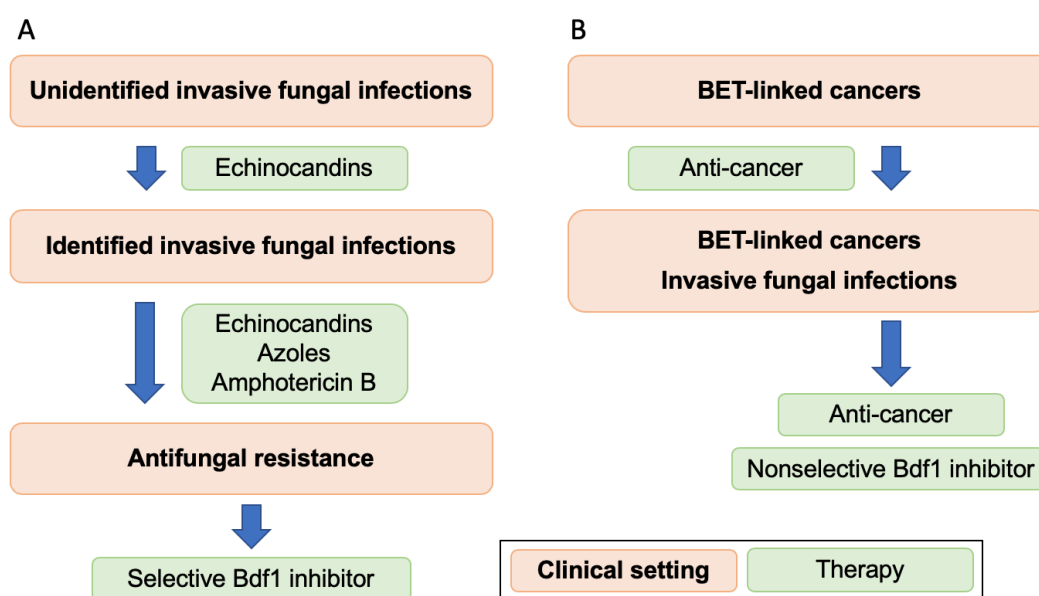 A
Unidentified invasive fungal infections
Echinocandins
Identified invasive fungal infections
Echinocandins
Azoles
Amphotericin B
Antifungal resistance
Selective Bdf1 inhibitor
B
BET-linked cancers
Anti-cancer
BET-linked cancers
Invasive fungal infections
Anti-cancer
Nonselective Bdf1 inhibitor
Clinical setting
Therapy